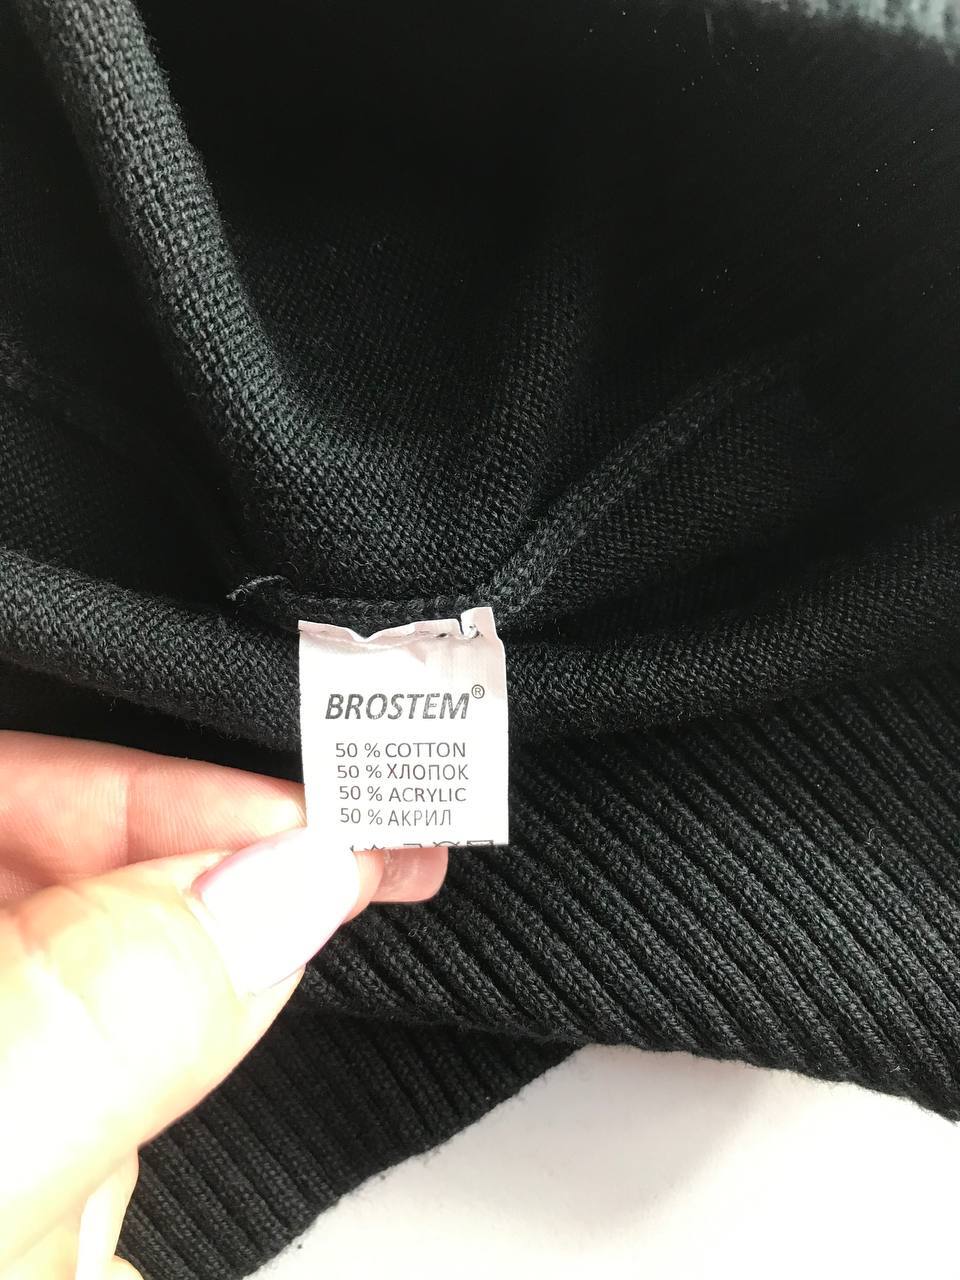 BROSTEM®
50 % COTTON
50 % ХЛОПОК
50 % ACRYLIC
50 % АКРИЛ